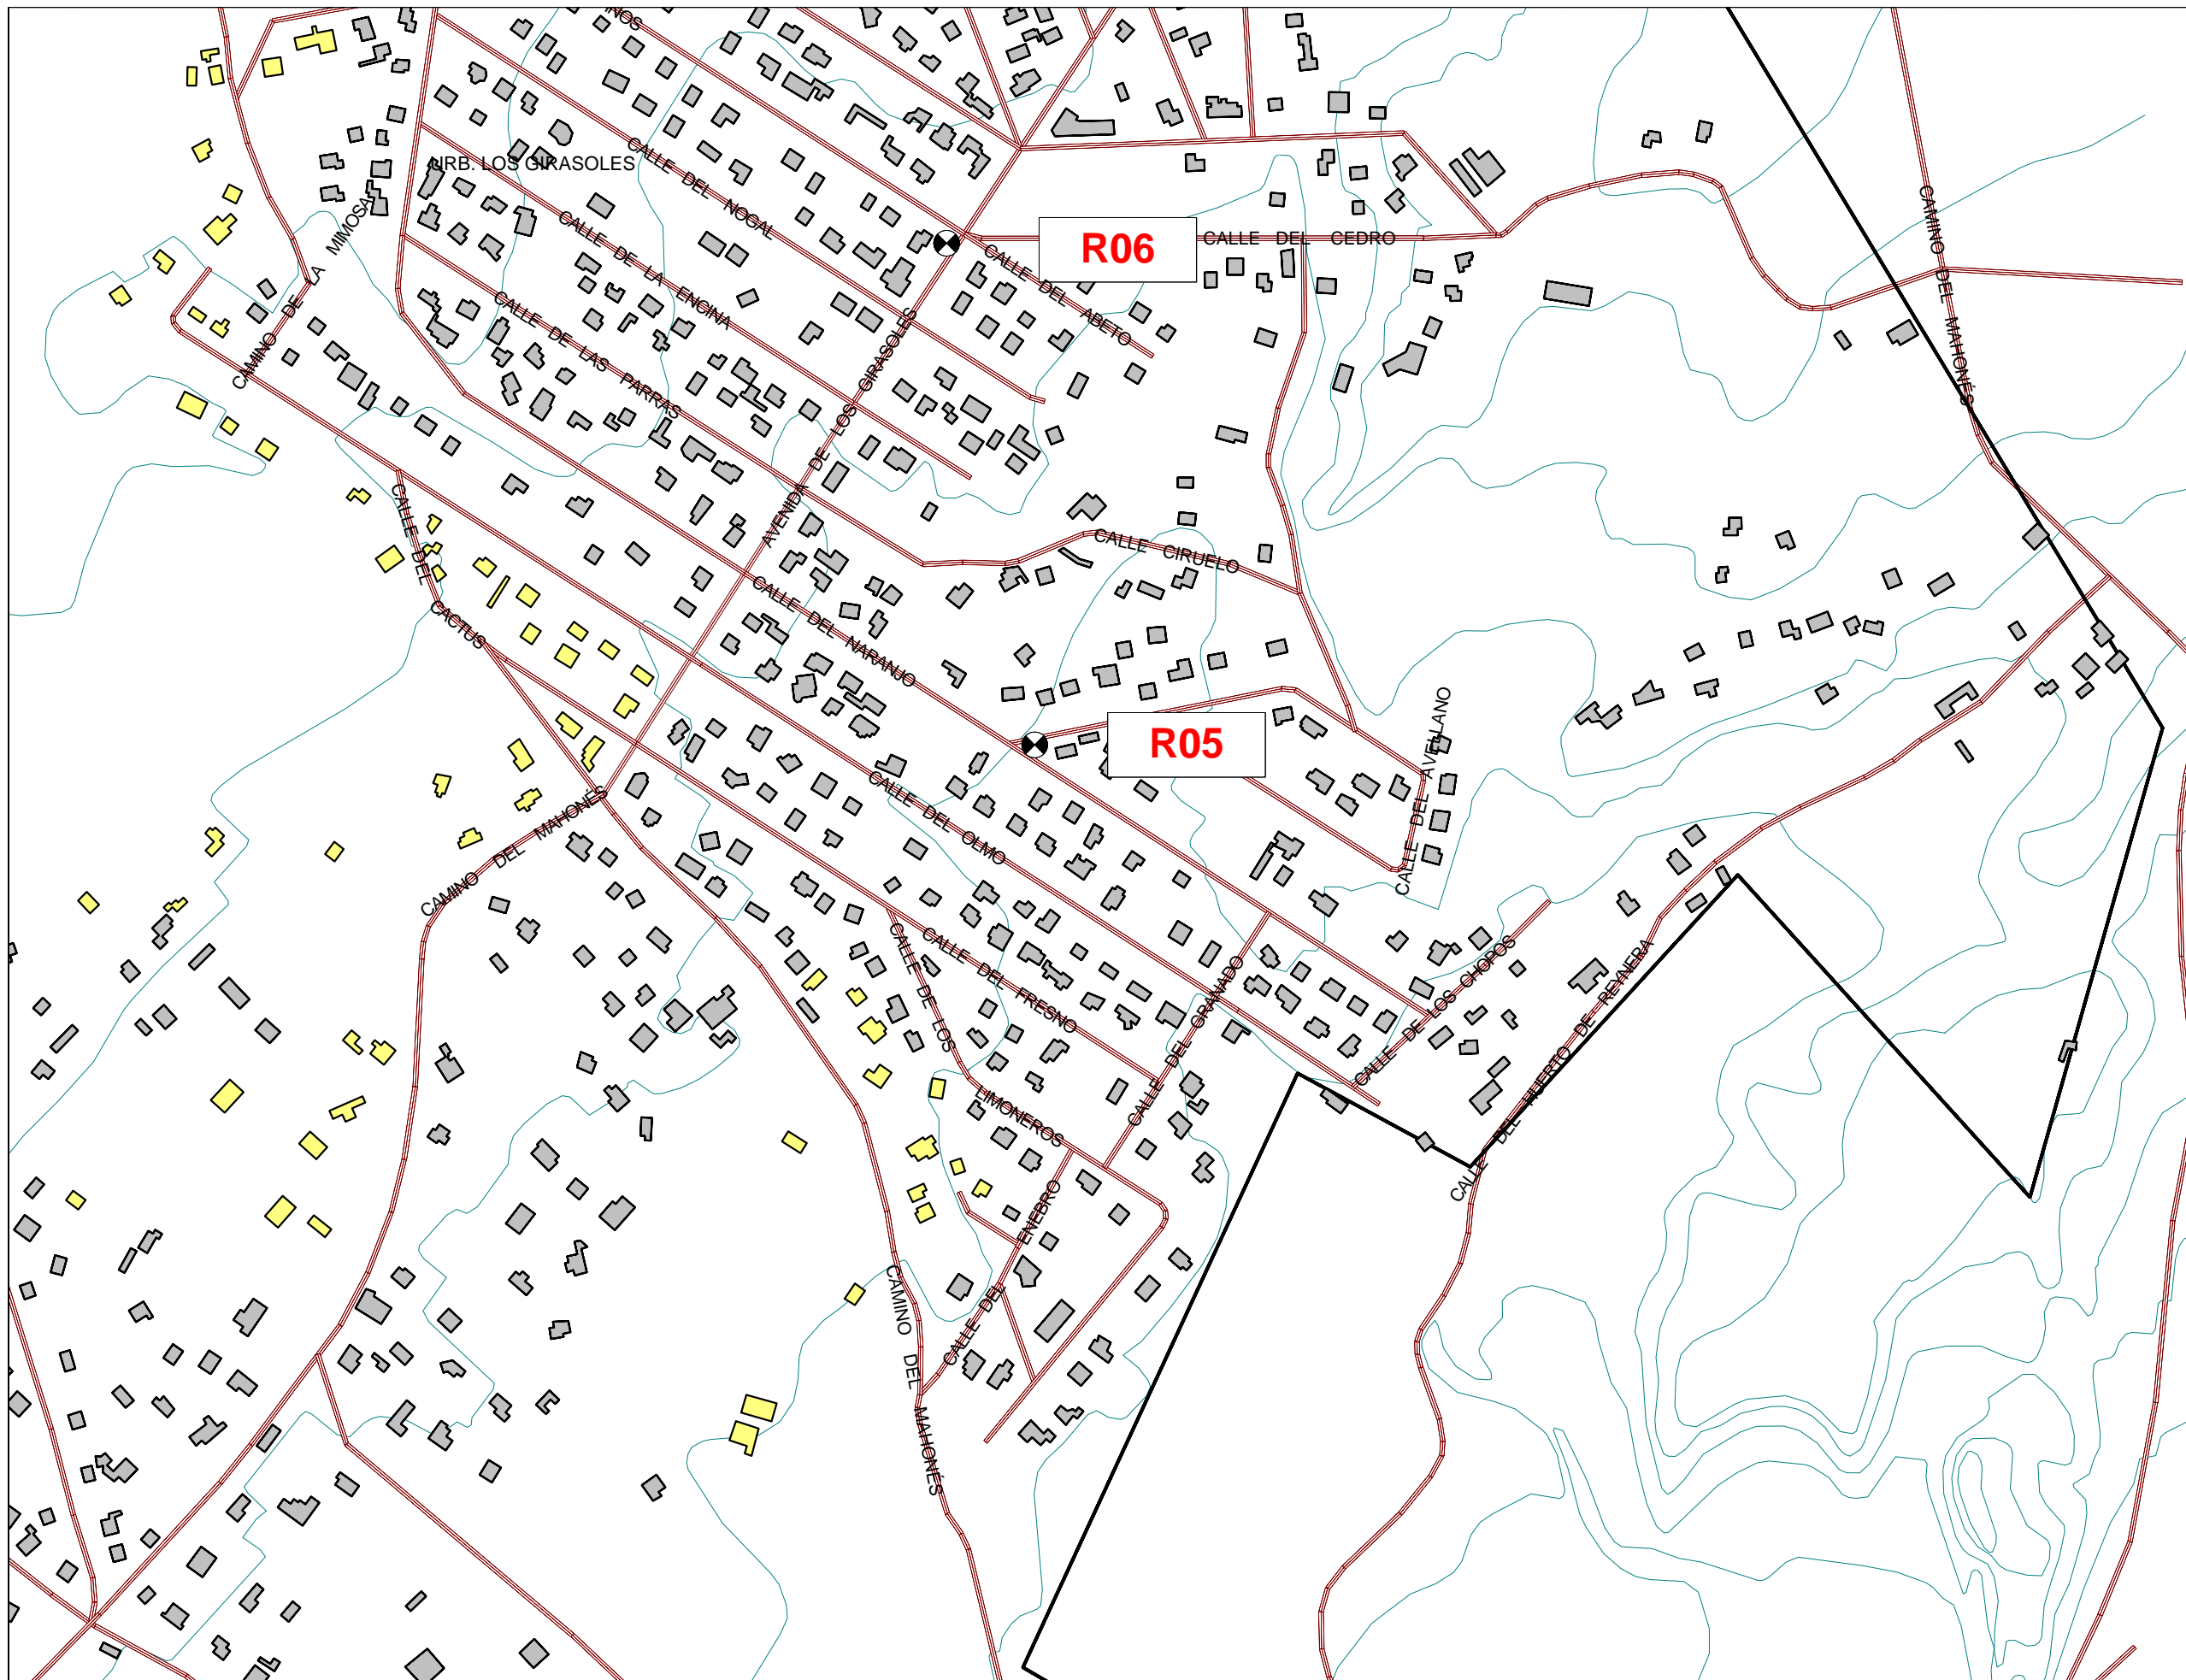 URB. LOS GIRASOLES
CALLE DEL NOGAL
CAMINO DE LA MIMOSA
CALLE DE LA ENCINA
R06
CALLE DEL CEDRO
CAMINO DEL MAHONÉS
CALLE DEL ABETO
CALLE DE LAS PARRAS
AVENIDA DE LOS GIRASOLES
CALLE DEL CACTUS
CALLE CIRUELO
CALLE DEL NARANJO
R05
CALLE DEL AVELLANO
CALLE DEL OLMO
CAMINO DEL MAHONÉS
CALLE DEL FRESNO
CALLE DE LOS LIMONEROS
CALLE DEL GRANADO
CALLE DE LOS CHOPOS
CALLE DEL HUERTO DE REYNERA
CALLE DEL ENEBRO
CAMINO DEL MAHONÉS